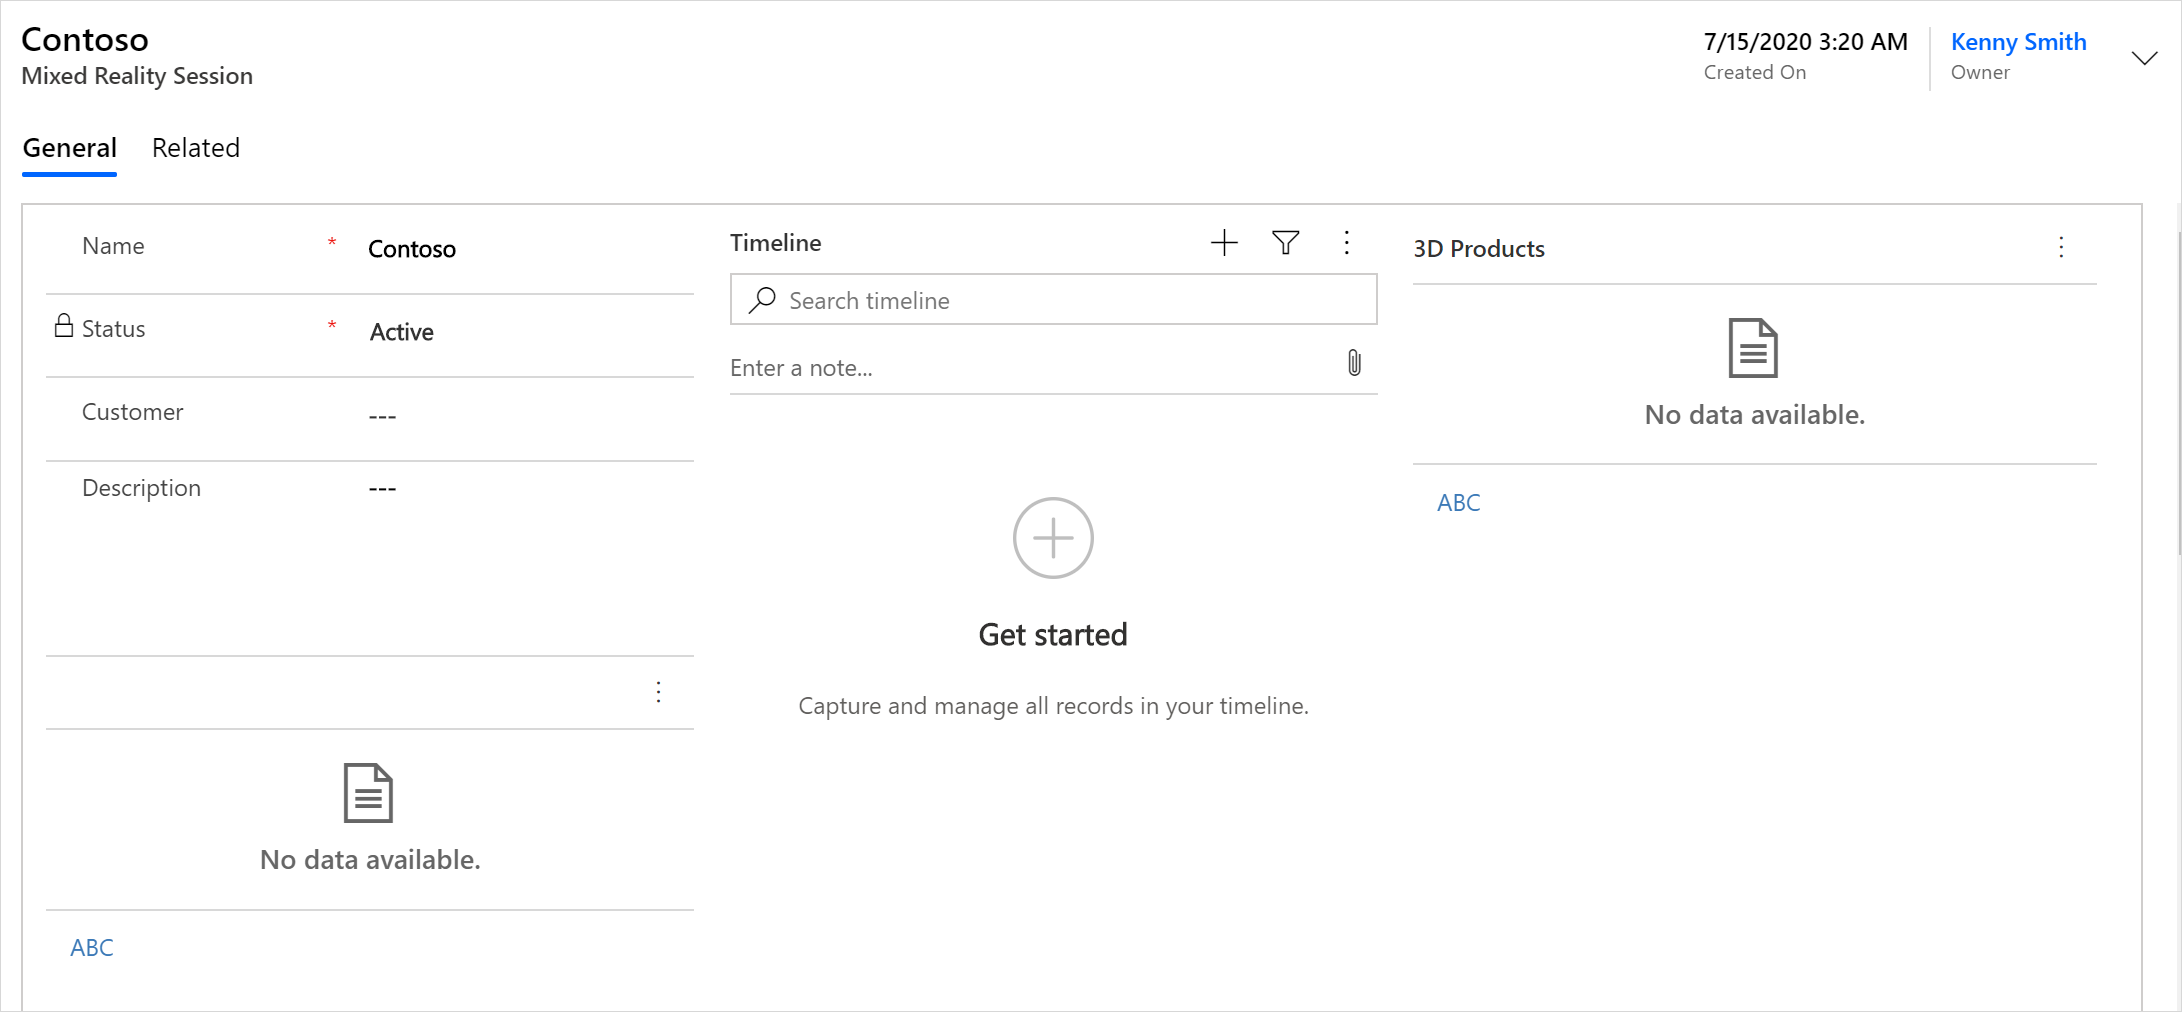 Contoso
Mixed Reality Session
7/15/2020 3:20 AM
Created On
Kenny Smith
Owner
General
Related
Name * Contoso
Status * Active
Customer ---
Description ---
No data available.
ABC
Timeline
Search timeline
Enter a note...
Get started
Capture and manage all records in your timeline.
3D Products
No data available.
ABC